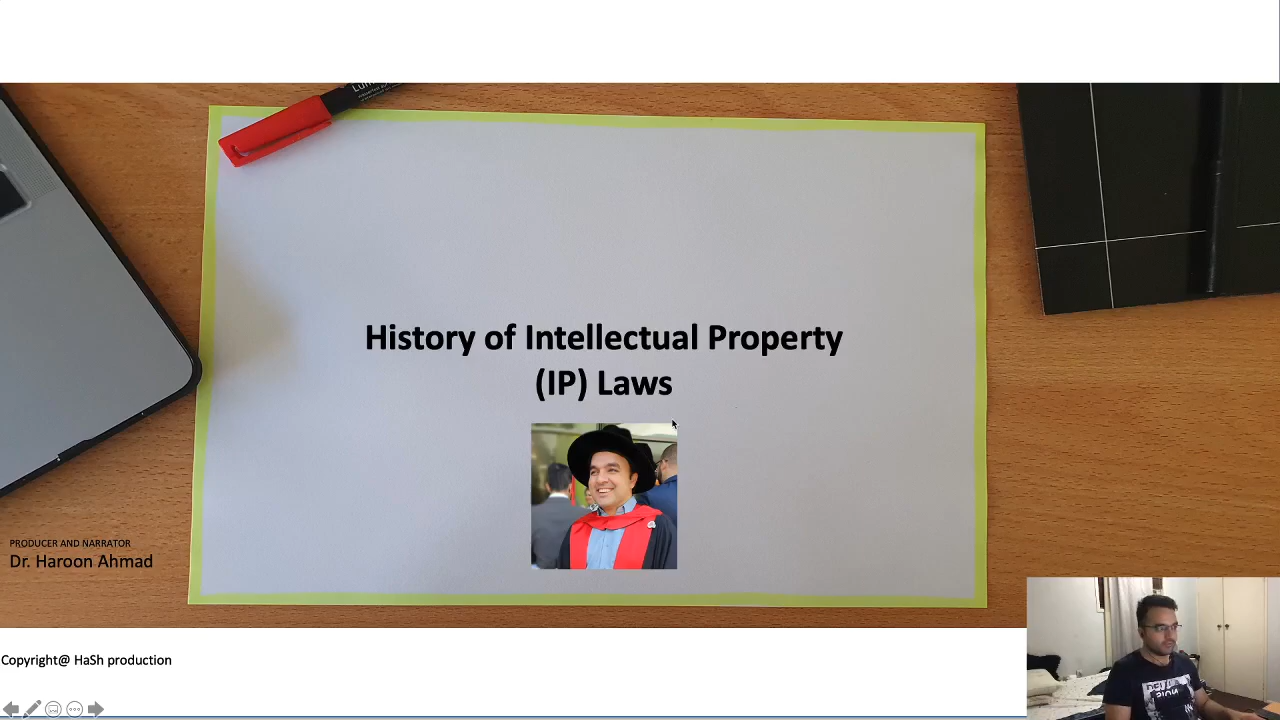 History of Intellectual Property
(IP) Laws
PRODUCER AND NARRATOR
Dr. Haroon Ahmad
Copyright@ HaSh production